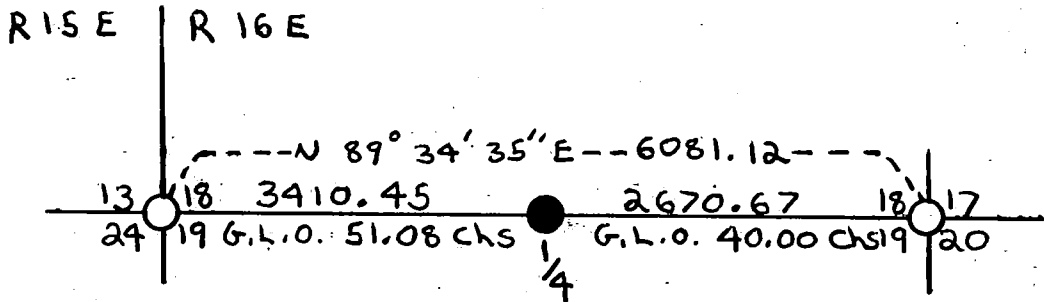 R 15 E R 16 E
N 89° 34' 35" E 6081.12
13 18 3410.45 2670.67 18 17
24 19 G.L.O. 51.08 Chs G.L.O. 40.00 Chs 19 20
1/4